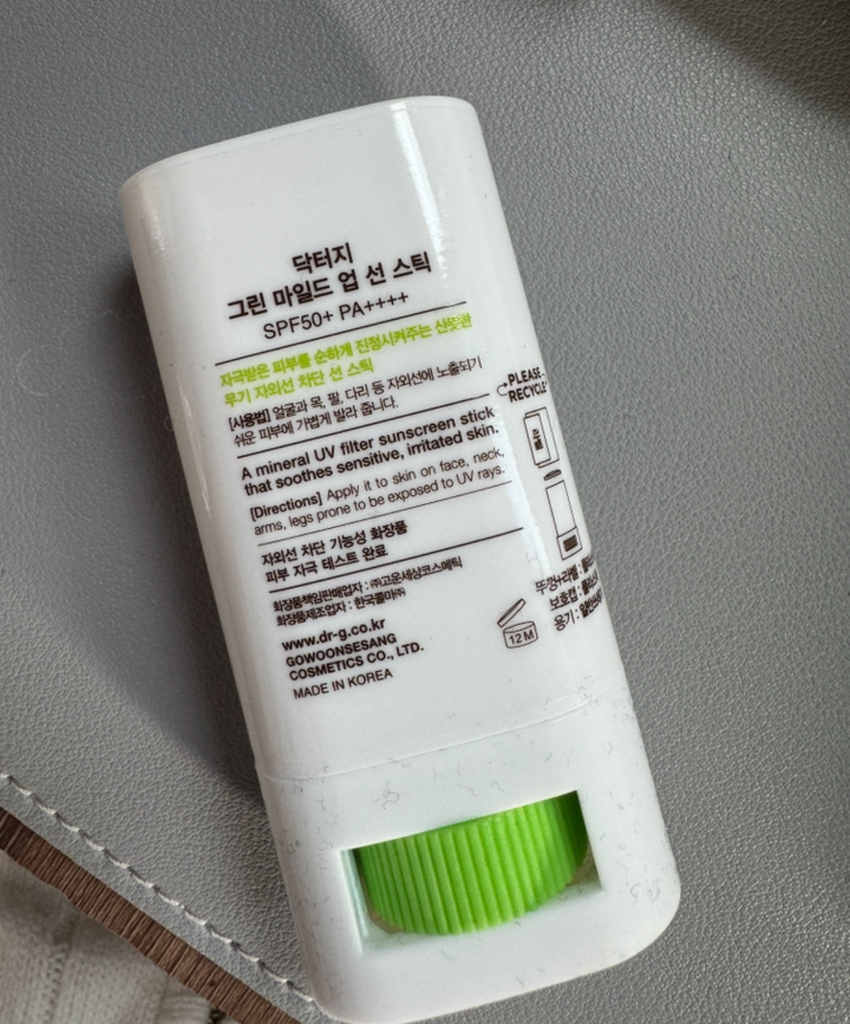 닥터지
그린 마일드 업 선 스틱
SPF50+ PA++++
자극받은 피부를 순하게 진정시켜주는 산뜻한
무기 자외선 차단 선 스틱
[사용법] 얼굴과 목, 팔, 다리 등 자외선에 노출되기
쉬운 피부에 가볍게 발라 줍니다.
A mineral UV filter sunscreen stick
that soothes sensitive, irritated skin.
[Directions] Apply it to skin on face, neck,
arms, legs prone to be exposed to UV rays.
자외선 차단 기능성 화장품
피부 자극 테스트 완료
화장품책임판매업자 : ㈜고운세상코스메틱
화장품제조업자 : 한국콜마㈜
www.dr-g.co.kr
GOWOONSESANG
COSMETICS CO., LTD.
MADE IN KOREA
PLEASE
RECYCLE
라벨
12 M
뚜껑+라벨 :
보호캡 :
용기 :